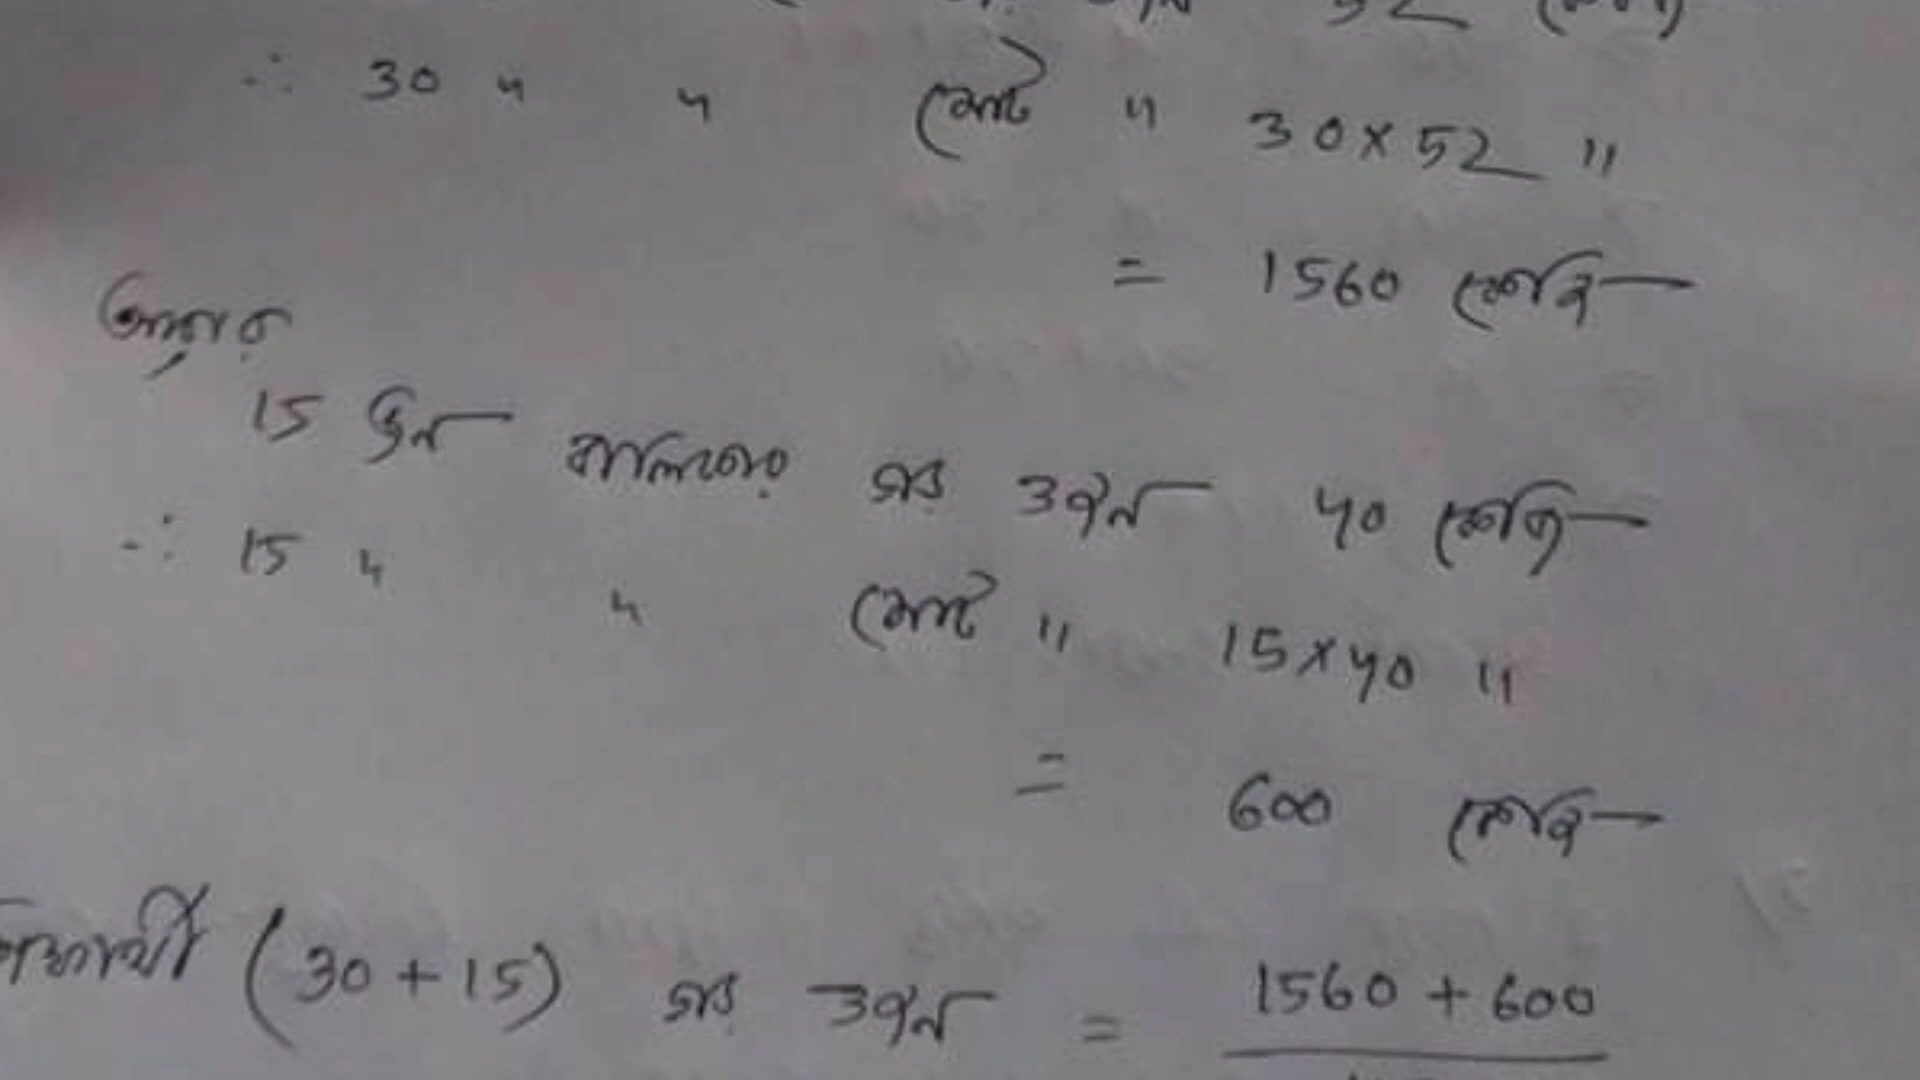 52 কেজি
∴ 30 " " মোট " 30×52 "
= 1560 কেজি
আবার
15 জন বালিকার গড় ওজন 40 কেজি
∴ 15 " " মোট " 15×40 "
= 600 কেজি
শিক্ষার্থী (30+15) গড় ওজন = 1560 + 600